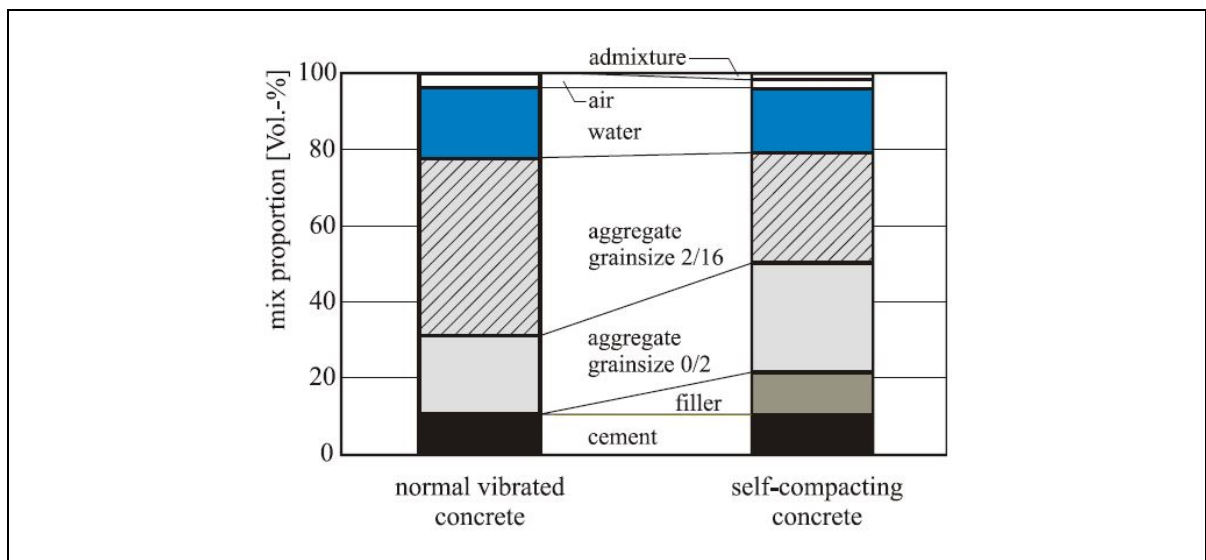 mix proportion [Vol.-%]
100
80
60
40
20
0
admixture
air
water
aggregate
grainsize 2/16
aggregate
grainsize 0/2
filler
cement
normal vibrated
concrete
self-compacting
concrete